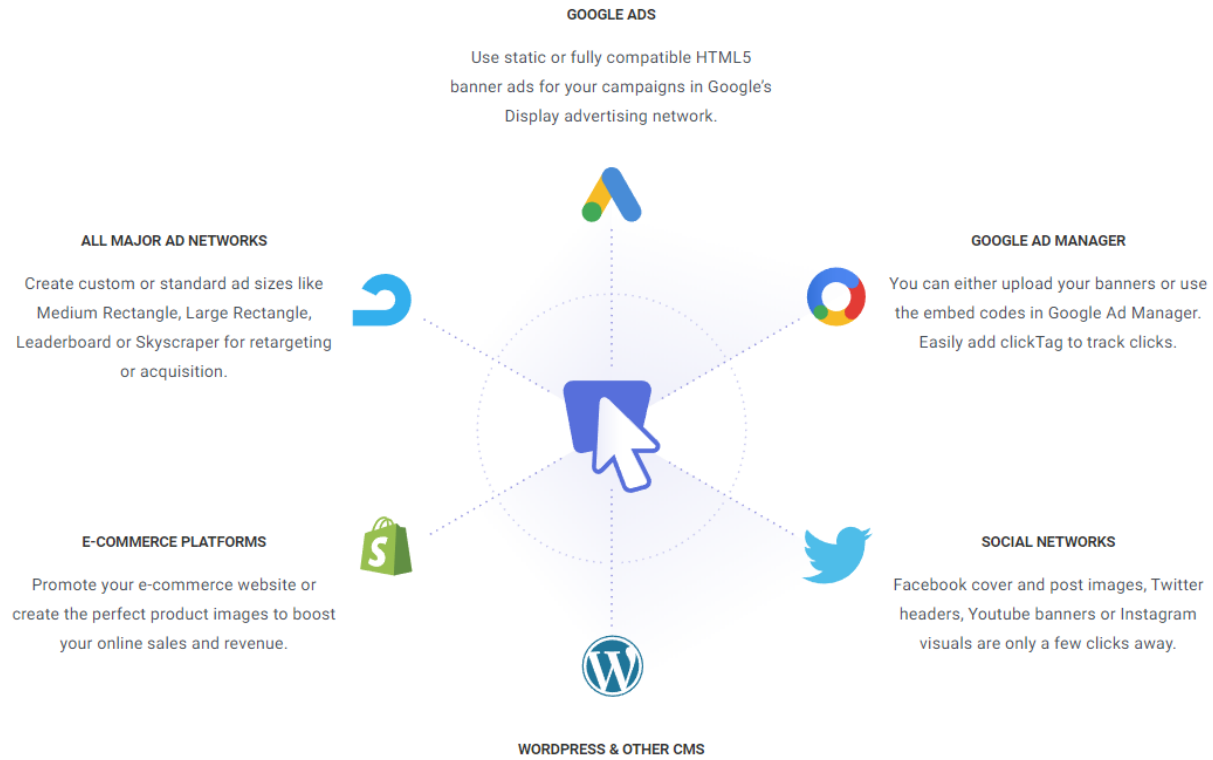 GOOGLE ADS
Use static or fully compatible HTML5
banner ads for your campaigns in Google's
Display advertising network.
ALL MAJOR AD NETWORKS
Create custom or standard ad sizes like
Medium Rectangle, Large Rectangle,
Leaderboard or Skyscraper for retargeting
or acquisition.
GOOGLE AD MANAGER
You can either upload your banners or use
the embed codes in Google Ad Manager.
Easily add clickTag to track clicks.
E-COMMERCE PLATFORMS
Promote your e-commerce website or
create the perfect product images to boost
your online sales and revenue.
SOCIAL NETWORKS
Facebook cover and post images, Twitter
headers, Youtube banners or Instagram
visuals are only a few clicks away.
WORDPRESS & OTHER CMS